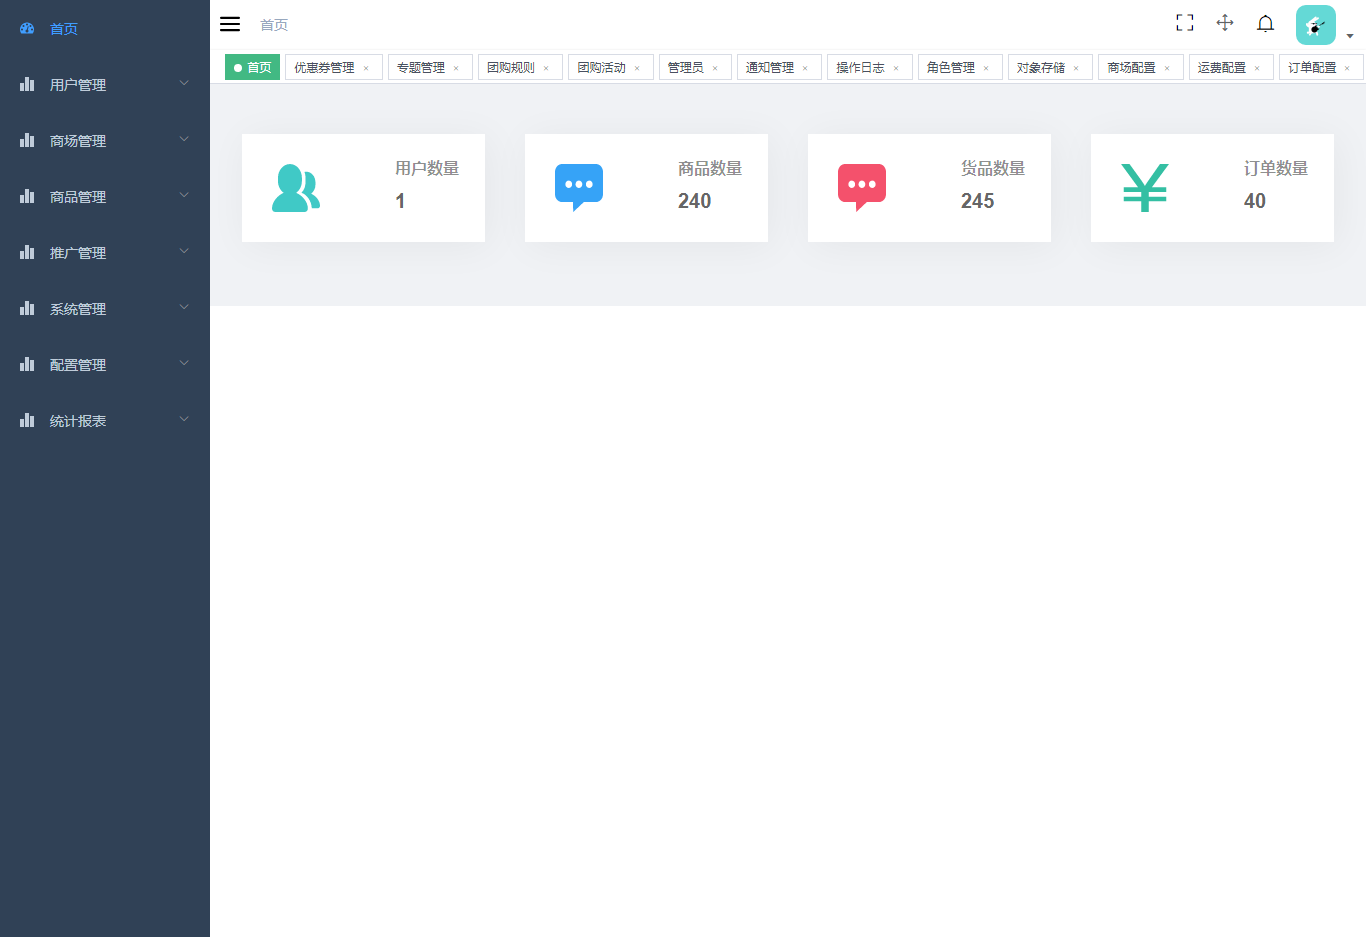 首页
用户管理
商场管理
商品管理
推广管理
系统管理
配置管理
统计报表
首页
首页 优惠券管理 × 专题管理 × 团购规则 × 团购活动 × 管理员 × 通知管理 × 操作日志 × 角色管理 × 对象存储 × 商场配置 × 运费配置 × 订单配置 ×
用户数量
1
商品数量
240
货品数量
245
¥
订单数量
40